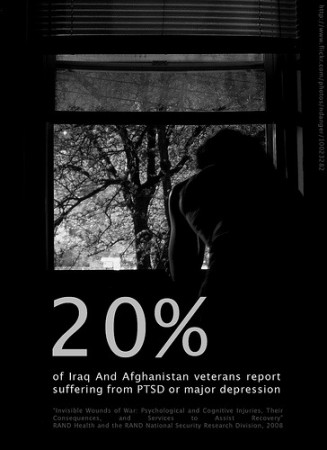 20%
of Iraq And Afghanistan veterans report
suffering from PTSD or major depression
"Invisible Wounds of War: Psychological and Cognitive Injuries, Their
Consequences, and Services to Assist Recovery"
RAND Health and the RAND National Security Research Division, 2008